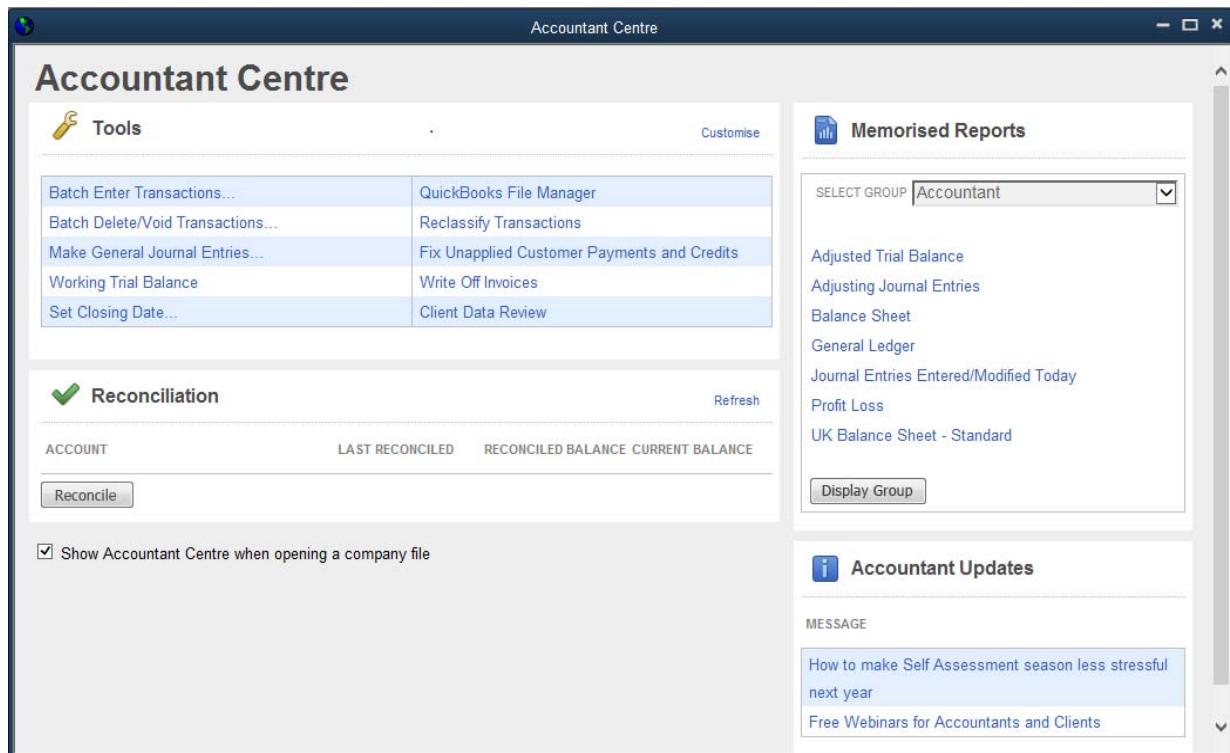 Accountant Centre
Accountant Centre
Tools
Customise
Batch Enter Transactions...
QuickBooks File Manager
Batch Delete/Void Transactions...
Reclassify Transactions
Make General Journal Entries...
Fix Unapplied Customer Payments and Credits
Working Trial Balance
Write Off Invoices
Set Closing Date...
Client Data Review
Reconciliation
Refresh
ACCOUNT LAST RECONCILED RECONCILED BALANCE CURRENT BALANCE
Reconcile
Show Accountant Centre when opening a company file
Memorised Reports
SELECT GROUP Accountant
Adjusted Trial Balance
Adjusting Journal Entries
Balance Sheet
General Ledger
Journal Entries Entered/Modified Today
Profit Loss
UK Balance Sheet - Standard
Display Group
Accountant Updates
MESSAGE
How to make Self Assessment season less stressful
next year
Free Webinars for Accountants and Clients